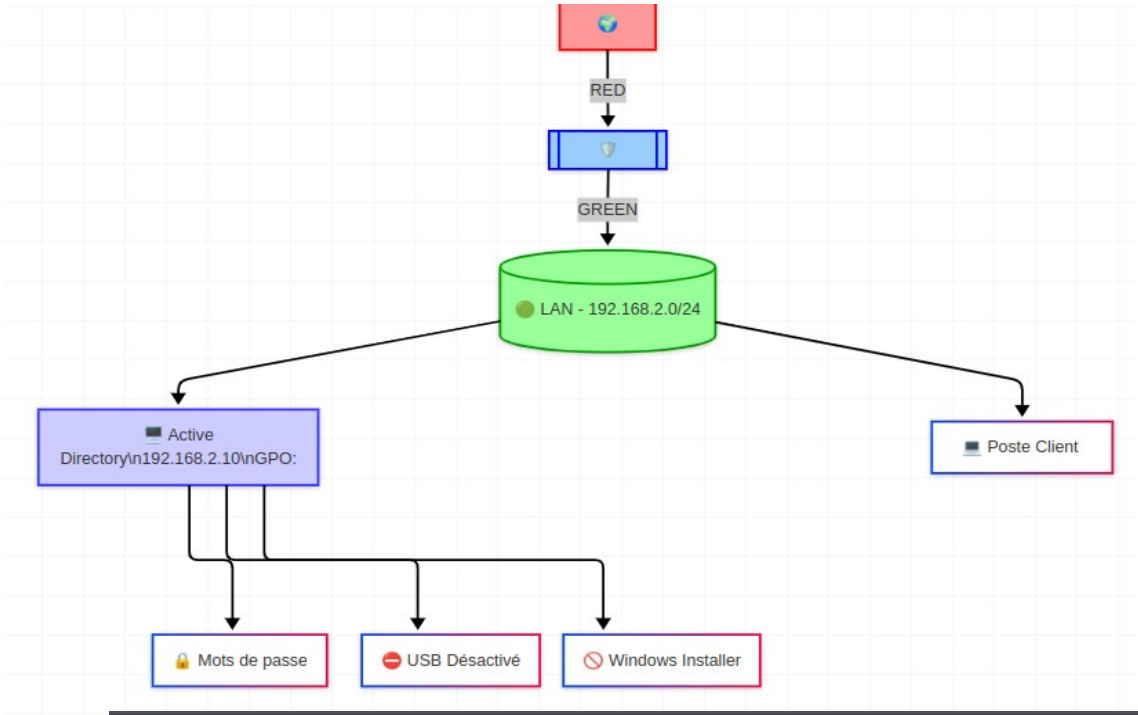 RED
GREEN
LAN - 192.168.2.0/24
Active
Directory\n192.168.2.10\nGPO:
Poste Client
Mots de passe
USB Désactivé
Windows Installer